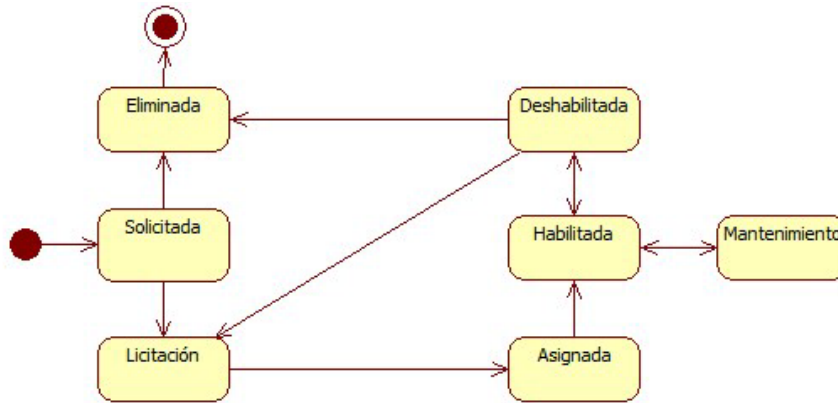 Eliminada
Deshabilitada
Solicitada
Habilitada
Mantenimiento
Licitación
Asignada